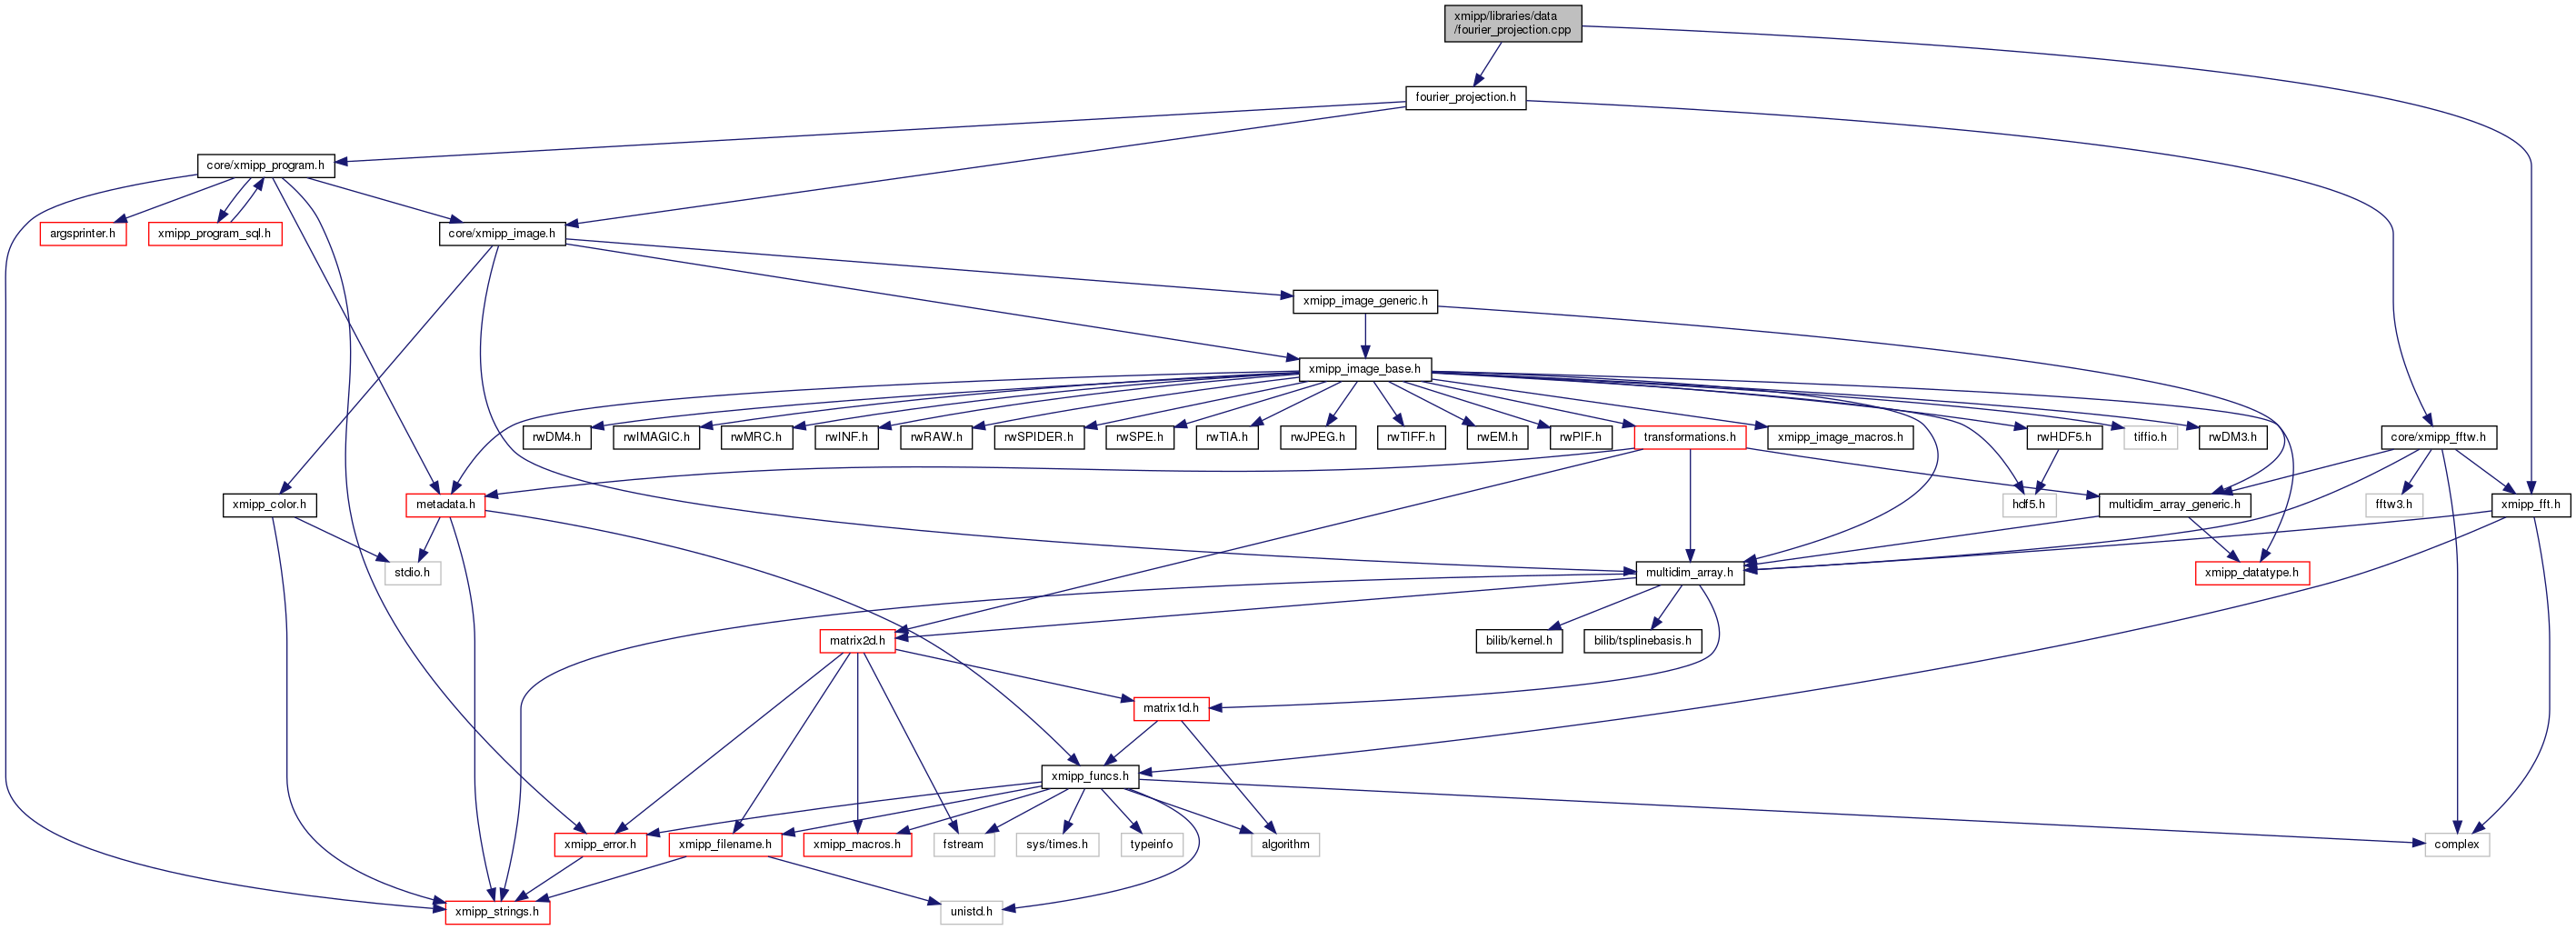 xmipp/libraries/data
/fourier_projection.cpp
fourier_projection.h
core/xmipp_program.h
argsprinter.h
xmipp_program_sql.h
core/xmipp_image.h
xmipp_image_generic.h
xmipp_image_base.h
rwDM4.h
rwIMAGIC.h
rwMRC.h
rwINF.h
rwRAW.h
rwSPIDER.h
rwSPE.h
rwTIA.h
rwJPEG.h
rwTIFF.h
rwEM.h
rwPIF.h
transformations.h
xmipp_image_macros.h
rwHDF5.h
tiffio.h
rwDM3.h
core/xmipp_fftw.h
xmipp_color.h
metadata.h
hdf5.h
multidim_array_generic.h
fftw3.h
xmipp_fft.h
stdio.h
multidim_array.h
xmipp_datatype.h
matrix2d.h
bilib/kernel.h
bilib/tsplinebasis.h
matrix1d.h
xmipp_funcs.h
xmipp_error.h
xmipp_filename.h
xmipp_macros.h
fstream
sys/times.h
typeinfo
algorithm
complex
xmipp_strings.h
unistd.h